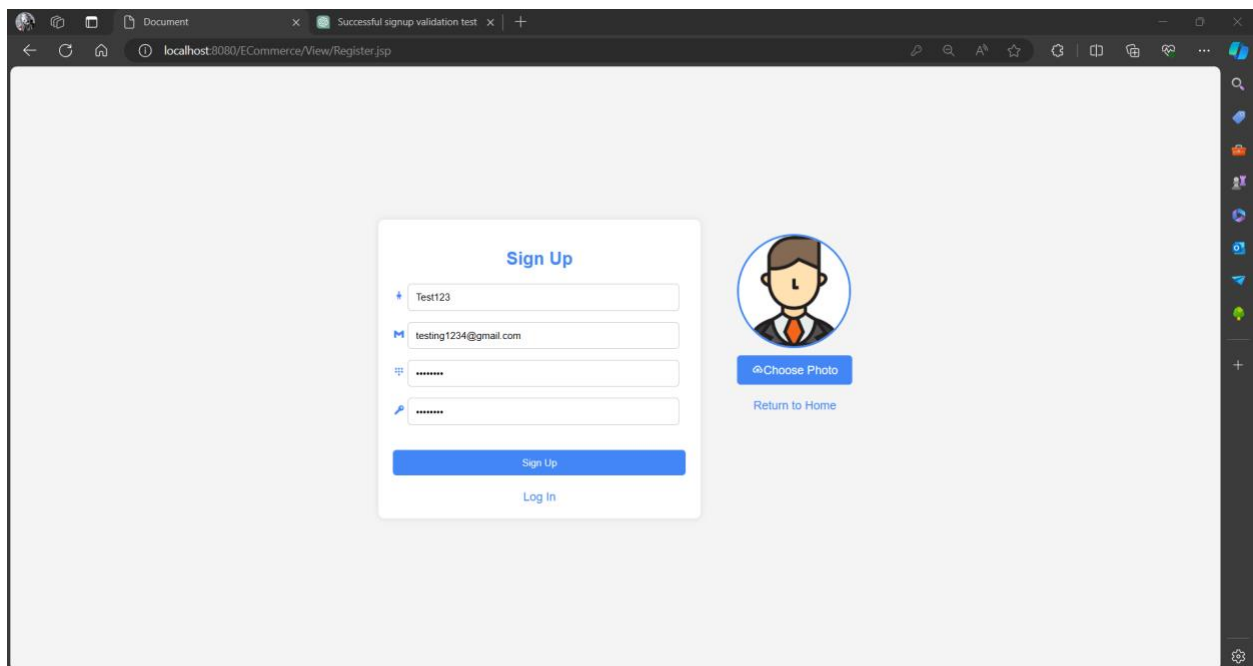 Document
Successful signup validation test
localhost:8080/ECommerce/View/Register.jsp
Sign Up
Test123
testing1234@gmail.com
••••••••
••••••••
Sign Up
Log In
Choose Photo
Return to Home